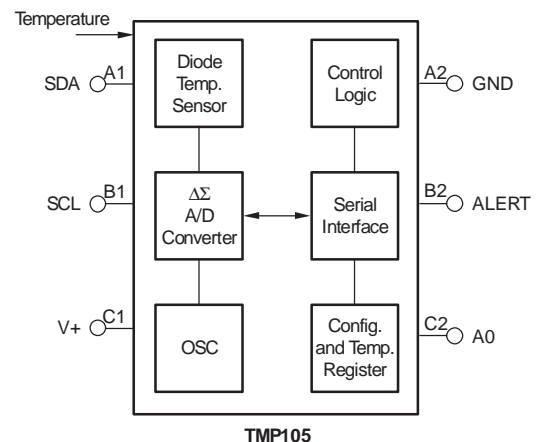 Temperature
SDA
A1
Diode
Temp.
Sensor
Control
Logic
A2
GND
SCL
B1
ΔΣ
A/D
Converter
Serial
Interface
B2
ALERT
V+
C1
OSC
Config.
and Temp.
Register
C2
A0
TMP105